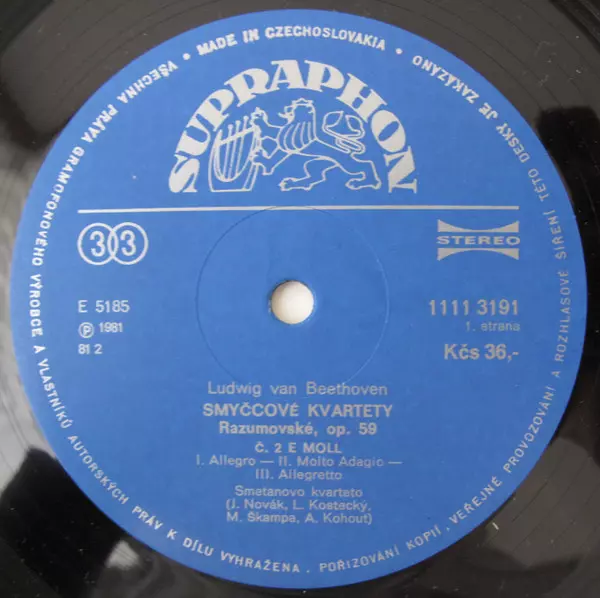 VŠECHNA PRÁVA GRAMOFONOVÉHO VÝROBCE A VLASTNÍKŮ AUTORSKÝCH PRÁV K DÍLU VYHRAŽENA . POŘIZOVÁNÍ KOPIÍ, VEŘEJNÉ PROVOZOVÁNÍ A ROZHLASOVÉ ŠÍŘENÍ TÉTO DESKY JE ZAKÁZÁNO • MADE IN CZECHOSLOVAKIA •
SUPRAPHON
33
STEREO
E 5185
1111 3191
Ⓟ 1981
1. strana
81 2
Kčs 36,-
Ludwig van Beethoven
SMYČCOVÉ KVARTETY
Razumovské, op. 59
Č. 2 E MOLL
I. Allegro — II. Molto Adagio —
III. Allegretto
Smetanovo kvarteto
(J. Novák, L. Kostecký,
M. Škampa, A. Kohout)